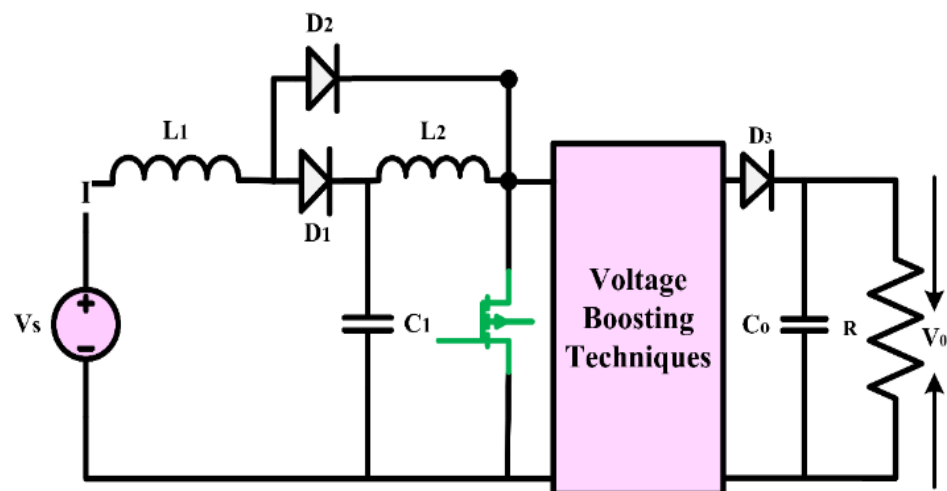 D2
L1
L2
D3
I
D1
Vs
+
−
C1
Voltage
Boosting
Techniques
Co
R
V0